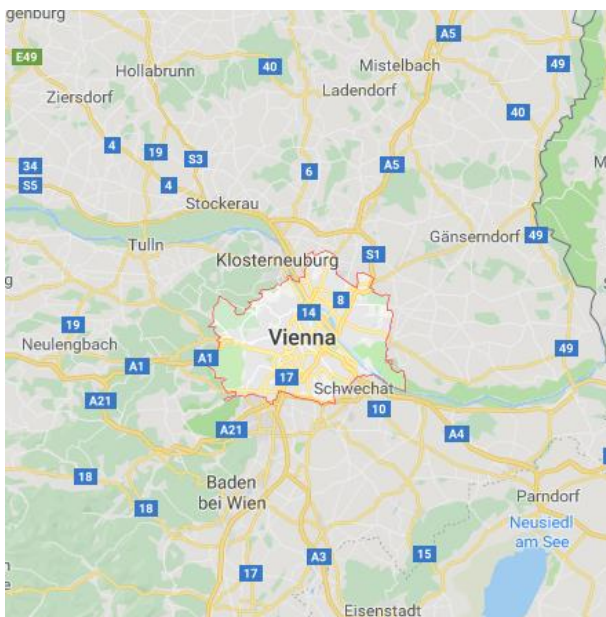 genburg
A5
E49
Hollabrunn
40
Mistelbach
49
Ziersdorf
Ladendorf
40
4
19
S3
A5
34
S5
4
6
M
Stockerau
Tulln
Gänserndorf
49
Klosterneuburg
S1
g
8
14
19
Vienna
Neulengbach
A1
A1
49
17
Schwechat
A21
10
A21
A4
18
Baden
bei Wien
18
Parndorf
Neusiedl
am See
A3
15
17
n
e
Eisenstadt